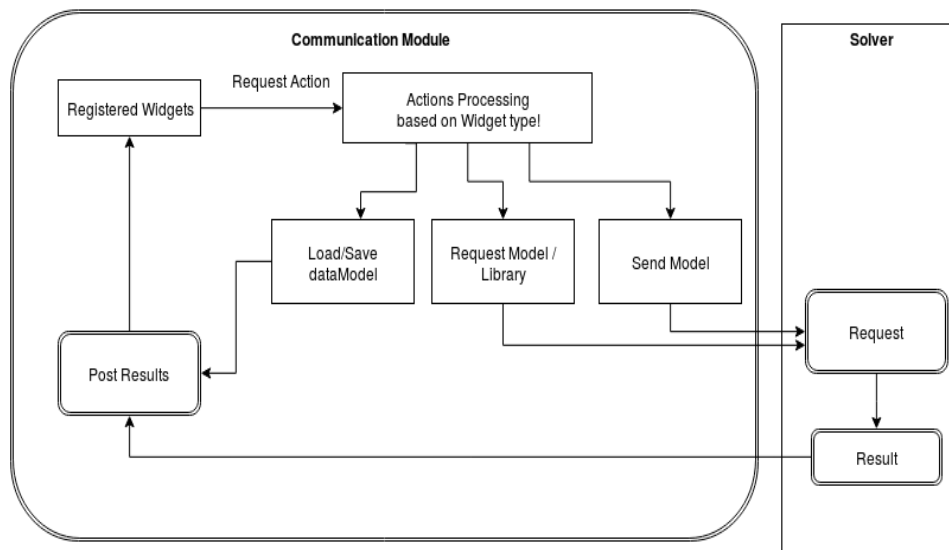 Communication Module
Solver
Request Action
Registered Widgets
Actions Processing
based on Widget type!
Load/Save
dataModel
Request Model /
Library
Send Model
Request
Post Results
Result